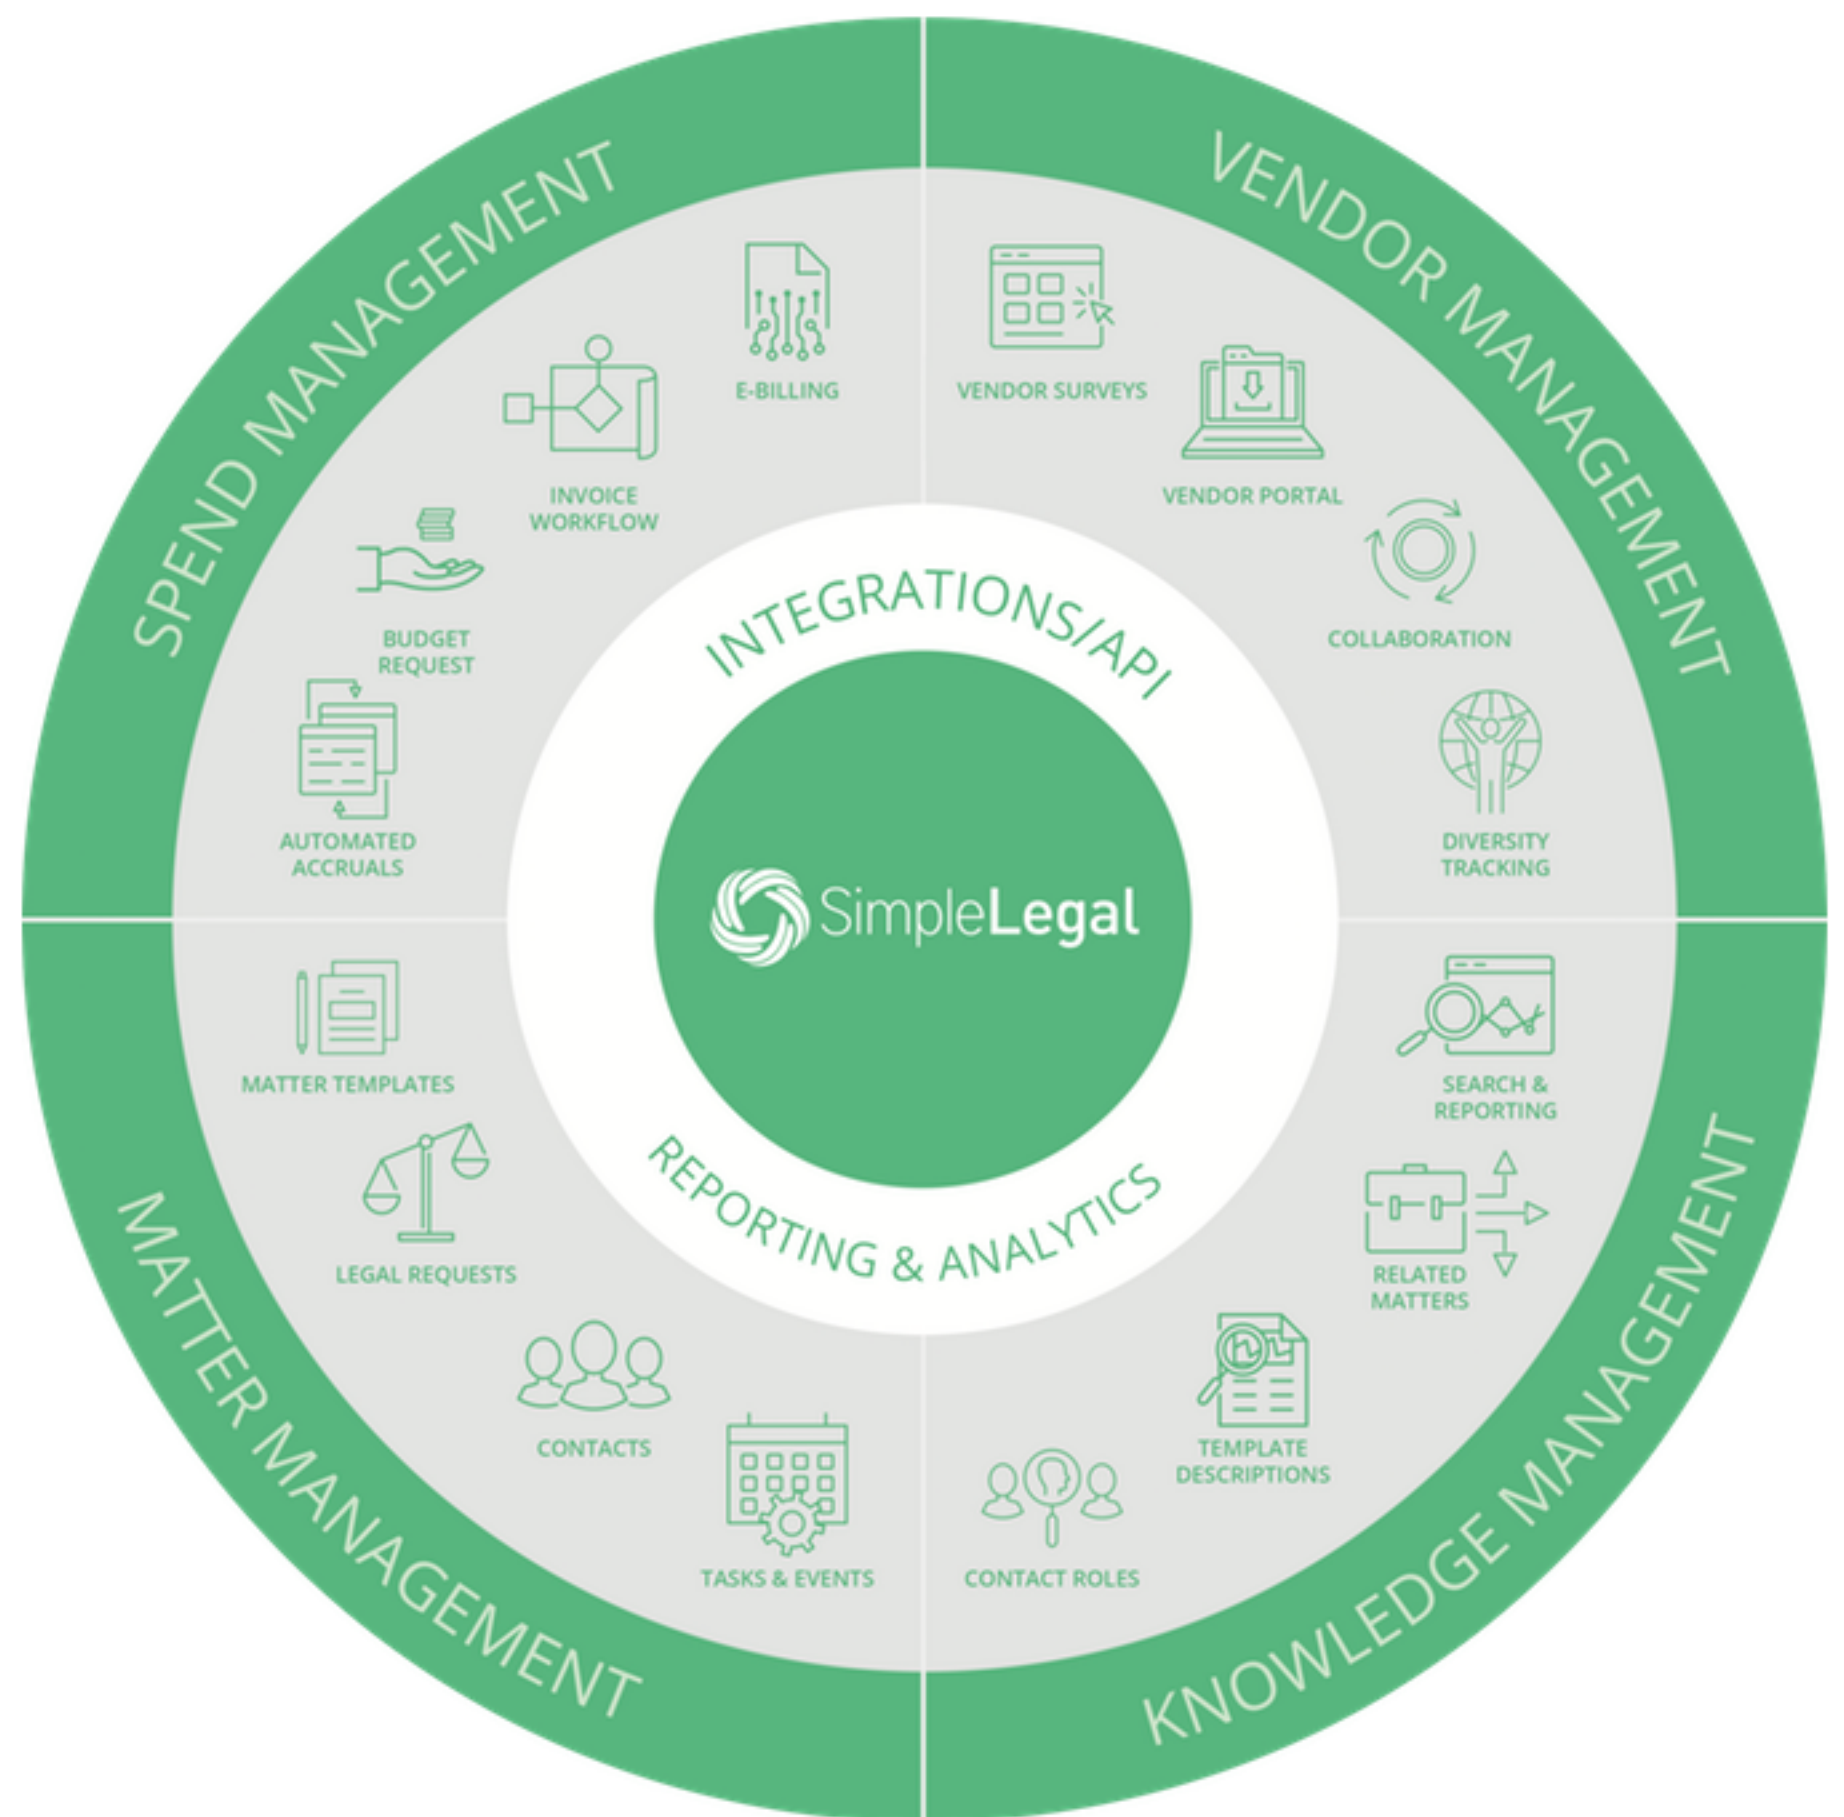 SPEND MANAGEMENT
E-BILLING
INVOICE
WORKFLOW
BUDGET
REQUEST
AUTOMATED
ACCRUALS
VENDOR MANAGEMENT
VENDOR SURVEYS
VENDOR PORTAL
COLLABORATION
DIVERSITY
TRACKING
INTEGRATIONS/API
SimpleLegal
REPORTING & ANALYTICS
MATTER MANAGEMENT
MATTER TEMPLATES
LEGAL REQUESTS
CONTACTS
TASKS & EVENTS
KNOWLEDGE MANAGEMENT
SEARCH &
REPORTING
RELATED
MATTERS
TEMPLATE
DESCRIPTIONS
CONTACT ROLES